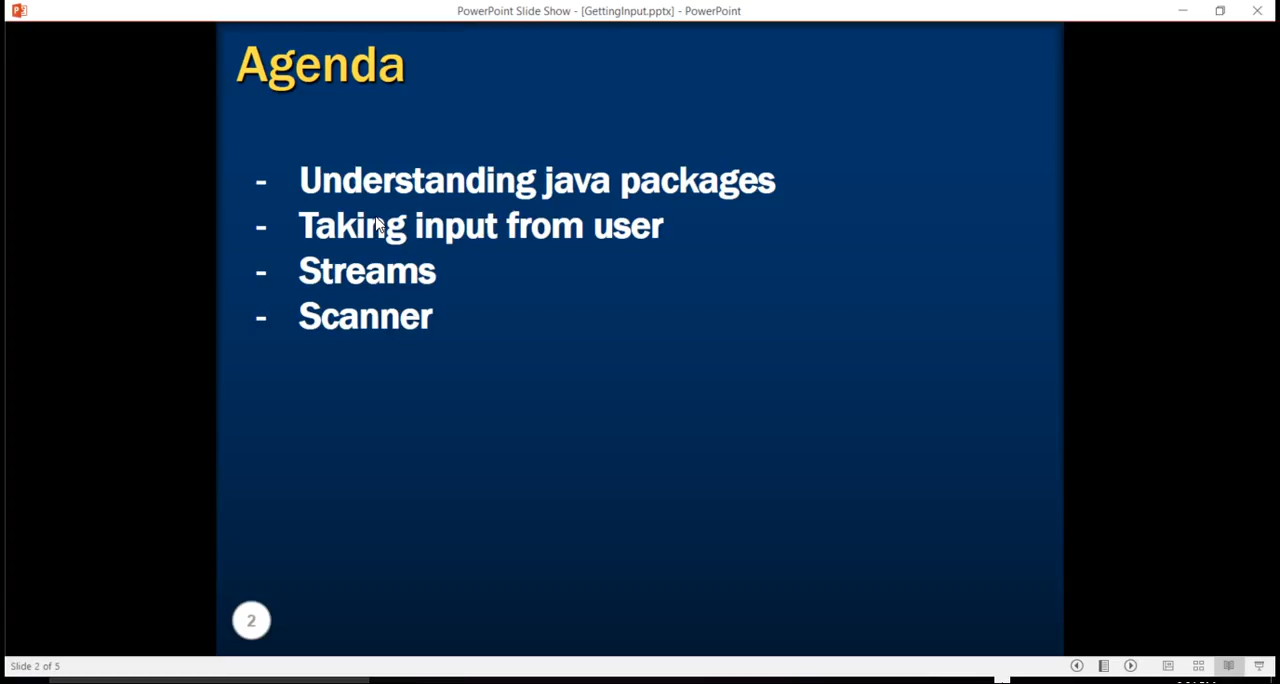 PowerPoint Slide Show - [GettingInput.pptx] - PowerPoint
Agenda
- Understanding java packages
- Taking input from user
- Streams
- Scanner
2
Slide 2 of 5